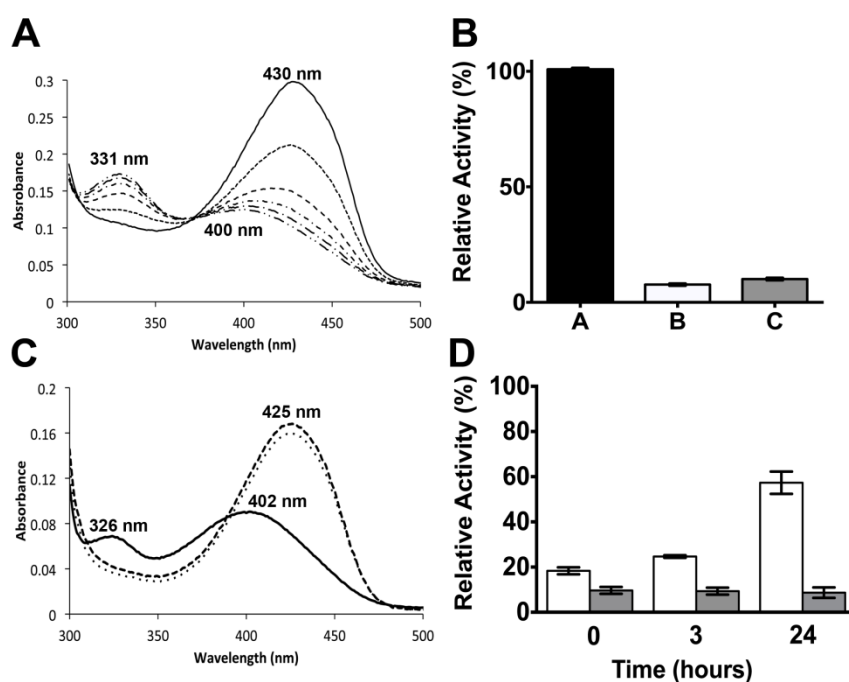 A
430 nm
331 nm
400 nm
Absrobance
0.3
0.25
0.2
0.15
0.1
0.05
0
300
350
400
450
500
Wavelength (nm)
B
Relative Activity (%)
100
50
0
A
B
C
C
425 nm
402 nm
326 nm
Absorbance
0.2
0.16
0.12
0.08
0.04
0
300
350
400
450
500
Wavelength (nm)
D
Relative Activity (%)
100
80
60
40
20
0
0
3
24
Time (hours)